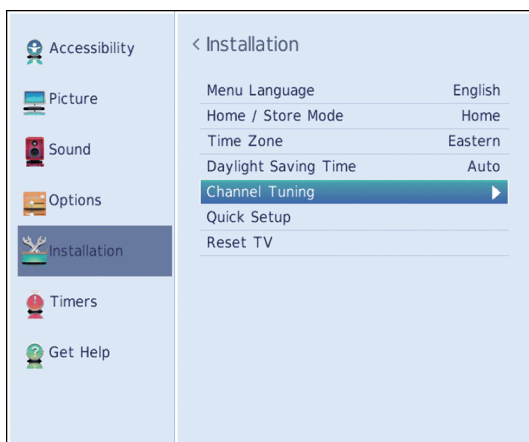 Accessibility
Picture
Sound
Options
Installation
Timers
Get Help
< Installation
Menu Language English
Home / Store Mode Home
Time Zone Eastern
Daylight Saving Time Auto
Channel Tuning
Quick Setup
Reset TV